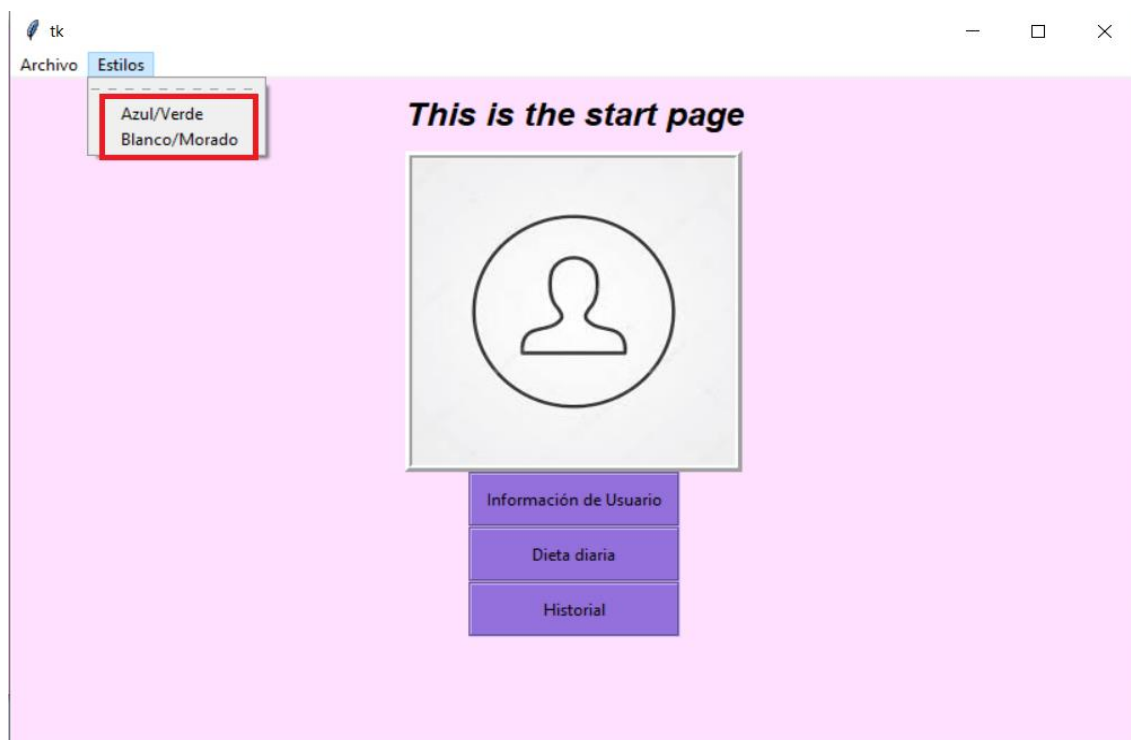 tk
Archivo Estilos
Azul/Verde
Blanco/Morado
This is the start page
Información de Usuario
Dieta diaria
Historial